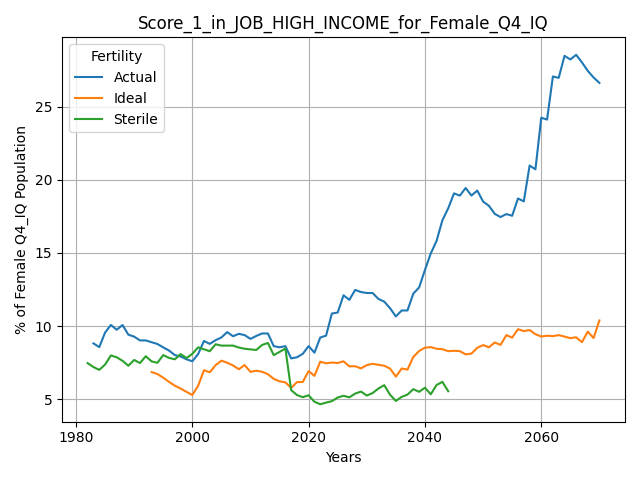 Score_1_in_JOB_HIGH_INCOME_for_Female_Q4_IQ
Fertility
Actual
Ideal
Sterile
% of Female Q4_IQ Population
25
20
15
10
5
1980 2000 2020 2040 2060
Years